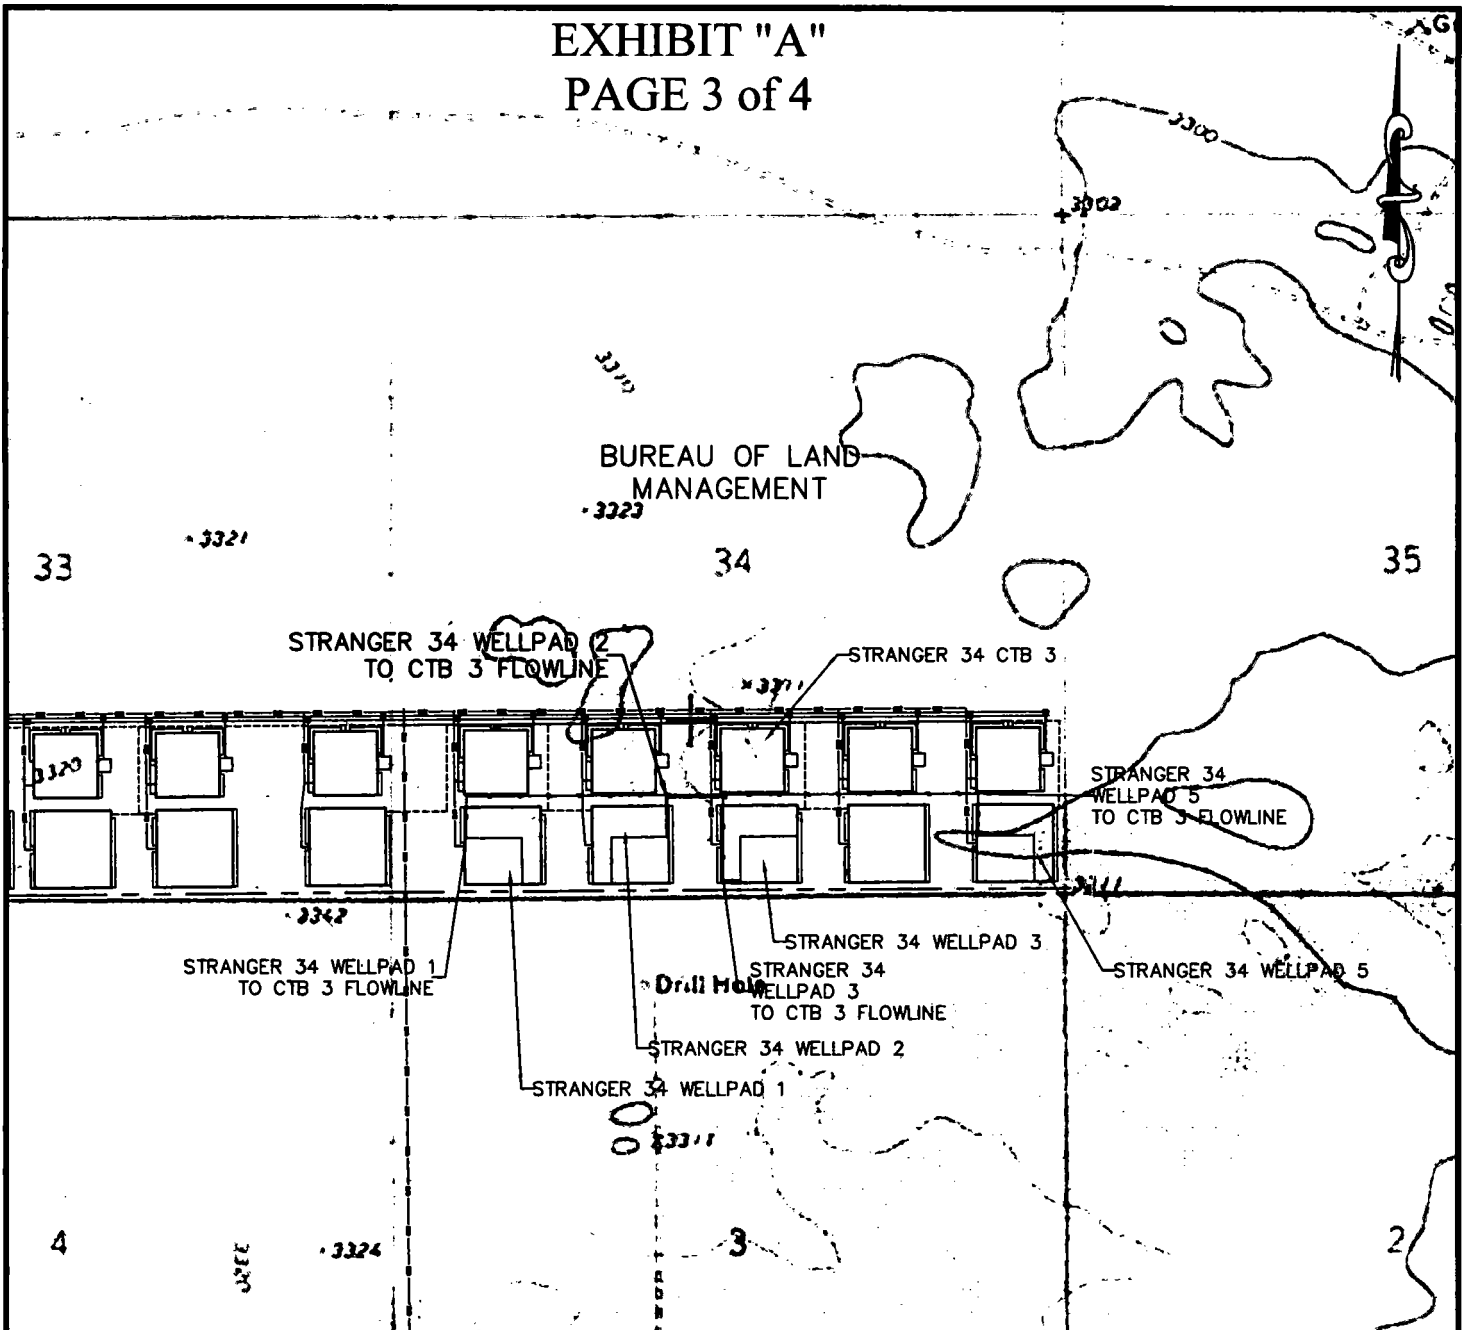 EXHIBIT "A"
PAGE 3 of 4
3300
3302
BUREAU OF LAND
MANAGEMENT
3323
3321
33
34
35
STRANGER 34 WELLPAD 2
TO CTB 3 FLOWLINE
STRANGER 34 CTB 3
3320
STRANGER 34
WELLPAD 5
TO CTB 3 FLOWLINE
STRANGER 34 WELLPAD 3
STRANGER 34 WELLPAD 1
TO CTB 3 FLOWLINE
Drill Hole
STRANGER 34
WELLPAD 3
TO CTB 3 FLOWLINE
STRANGER 34 WELLPAD 5
STRANGER 34 WELLPAD 2
STRANGER 34 WELLPAD 1
4
3324
3
2